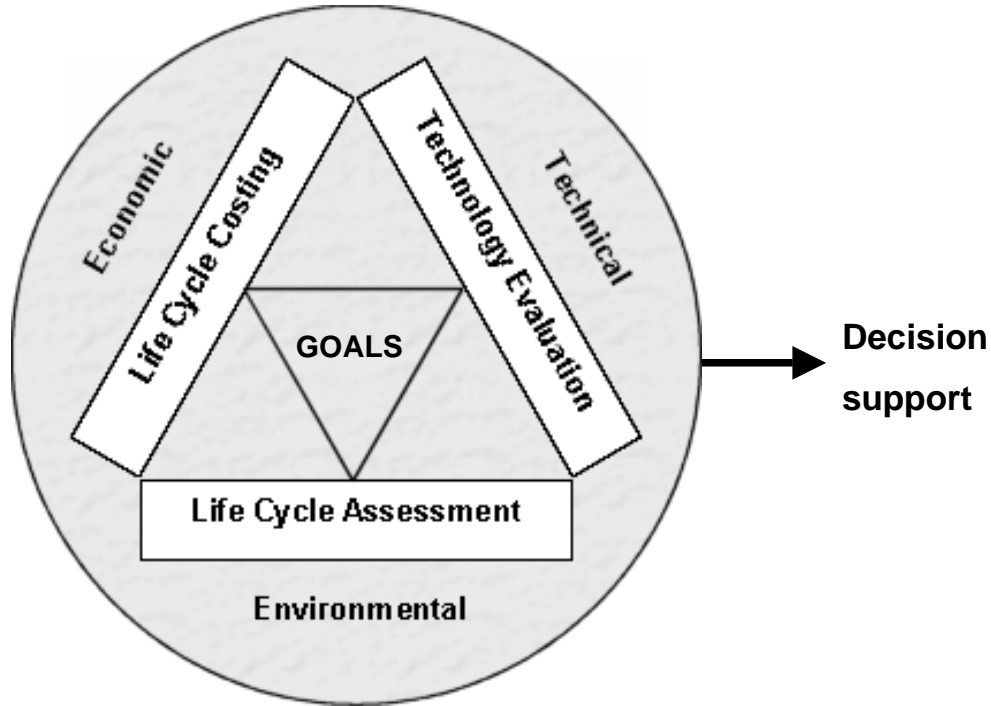 Economic
Life Cycle Costing
Technology Evaluation
Technical
GOALS
Decision
support
Life Cycle Assessment
Environmental